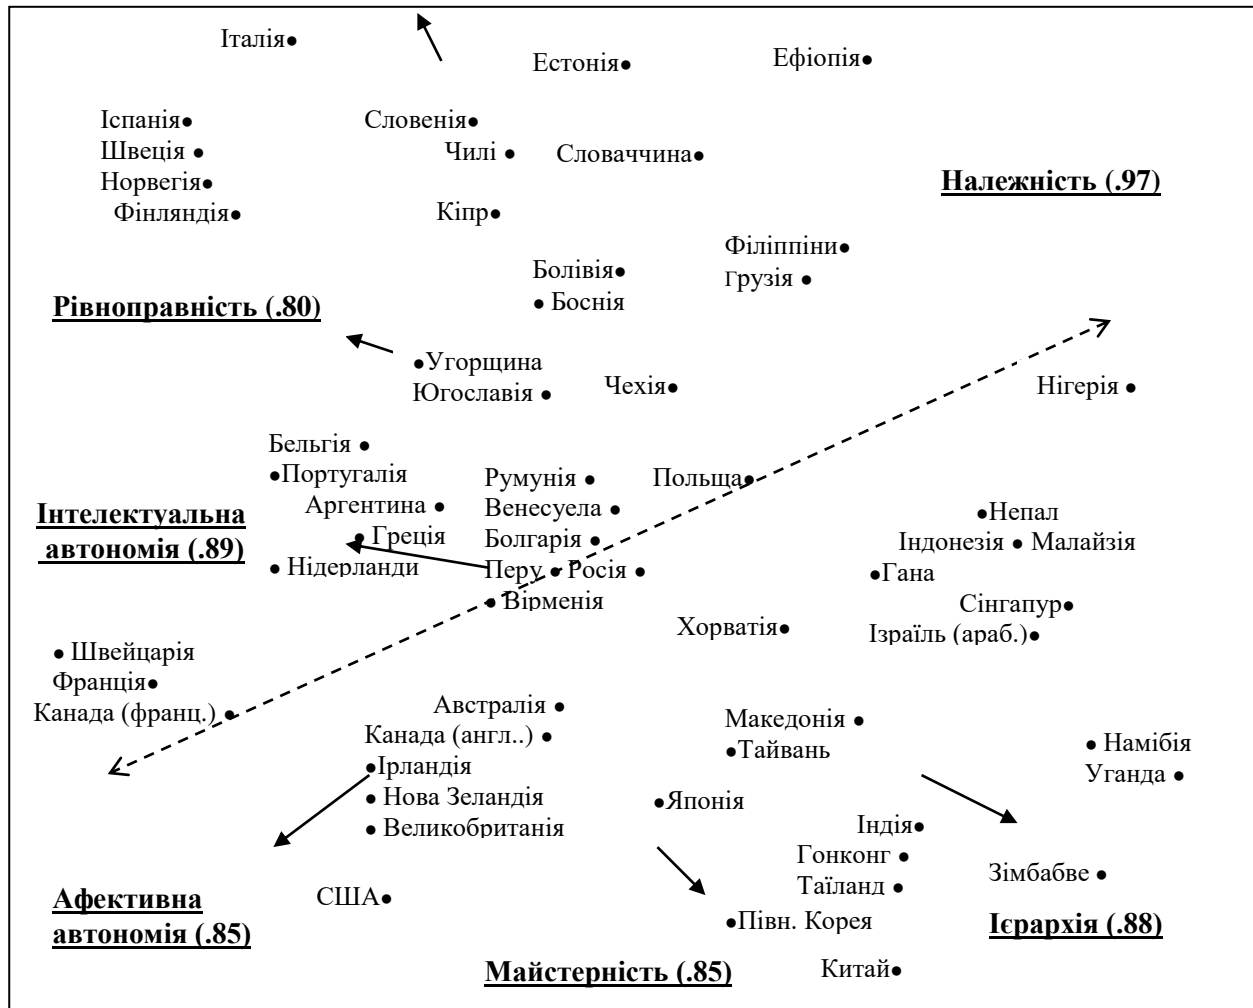 Італія
Естонія
Ефіопія
Іспанія
Словенія
Швеція
Чилі
Словаччина
Норвегія
Належність (.97)
Фінляндія
Кіпр
Філіппіни
Болівія
Грузія
Рівноправність (.80)
Боснія
Угорщина
Югославія
Чехія
Нігерія
Бельгія
Португалія
Румунія
Польща
Аргентина
Венесуела
Інтелектуальна
автономія (.89)
Греція
Болгарія
Непал
Індонезія
Малайзія
Нідерланди
Перу
Росія
Гана
Вірменія
Сінгапур
Хорватія
Ізраїль (араб.)
Швейцарія
Франція
Канада (франц.)
Австралія
Македонія
Канада (англ..)
Тайвань
Намібія
Ірландія
Уганда
Нова Зеландія
Японія
Великобританія
Індія
Гонконг
Зімбабве
Таїланд
США
Афективна
автономія (.85)
Півн. Корея
Ієрархія (.88)
Майстерність (.85)
Китай